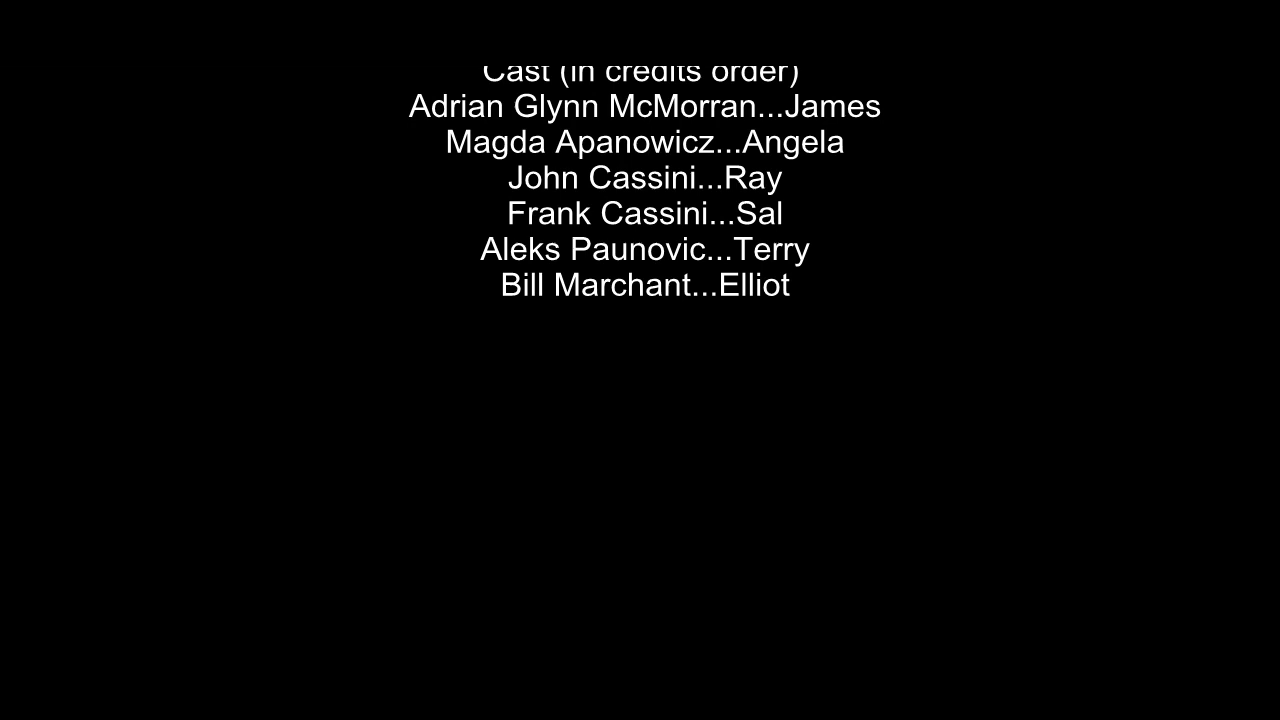 Cast (in credits order)
Adrian Glynn McMorran...James
Magda Apanowicz...Angela
John Cassini...Ray
Frank Cassini...Sal
Aleks Paunovic...Terry
Bill Marchant...Elliot